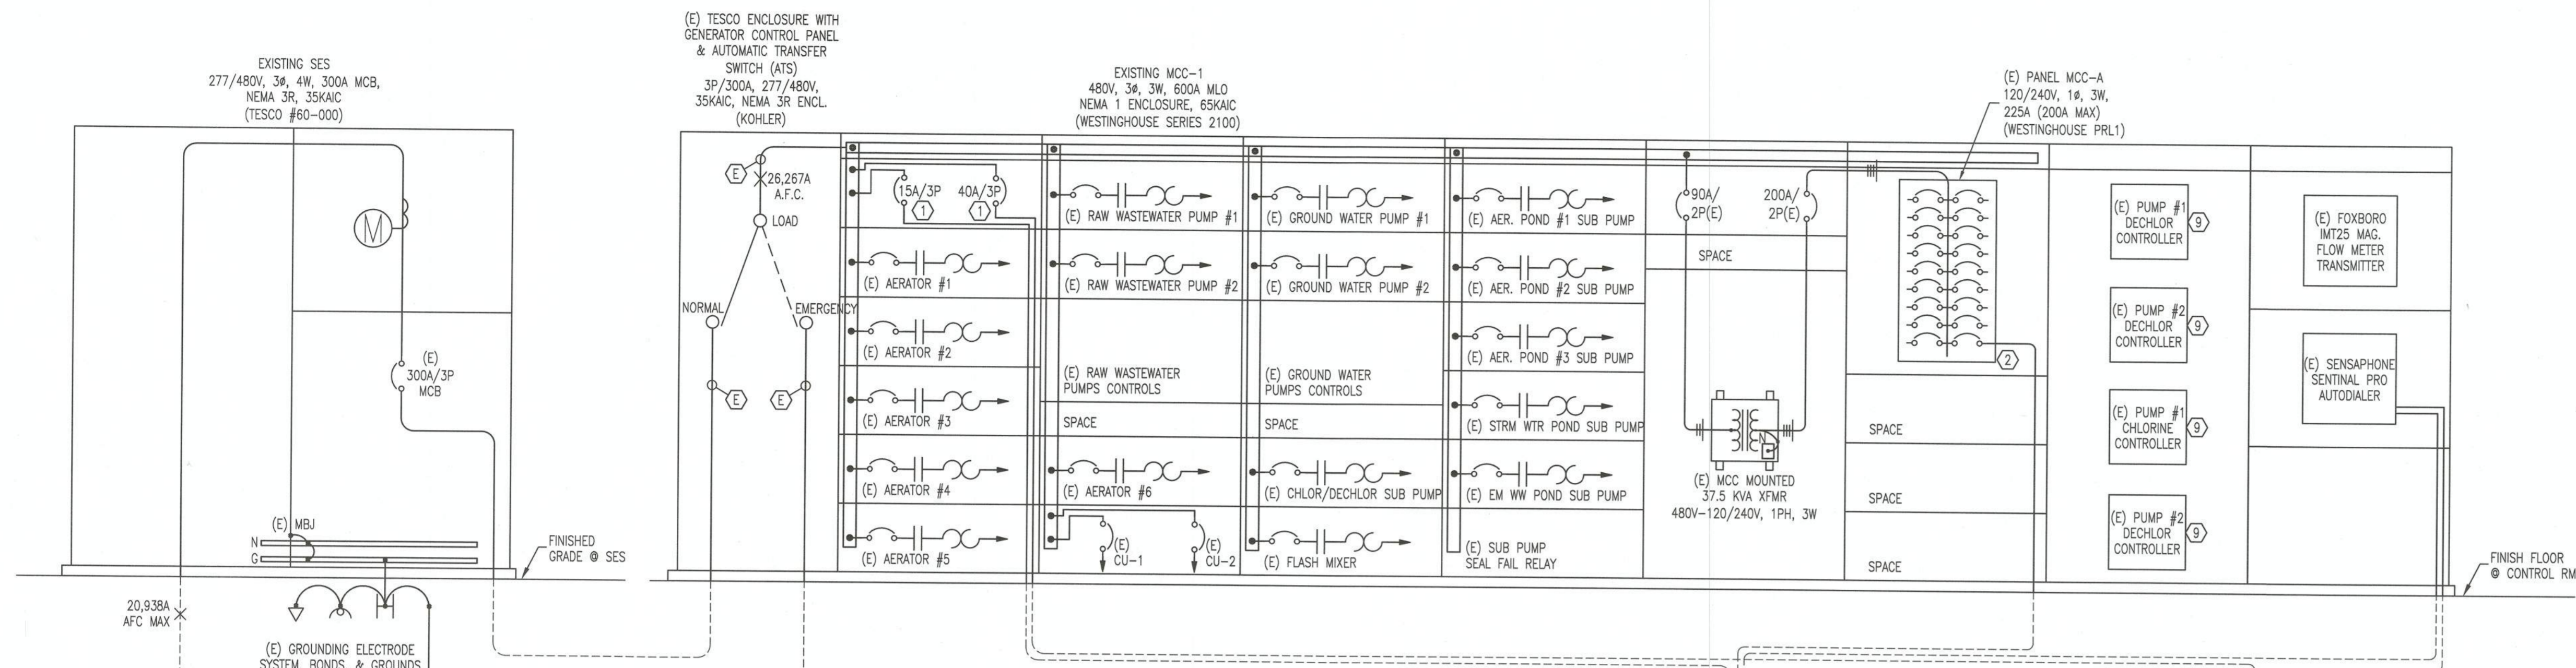 EXISTING SES
277/480V, 3ø, 4W, 300A MCB,
NEMA 3R, 35KAIC
(TESCO #60-000)
M
(E)
300A/3P
MCB
(E) MBJ
N
G
FINISHED
GRADE @ SES
20,938A
AFC MAX
(E) GROUNDING ELECTRODE
SYSTEM, BONDS, & GROUNDS
(E) TESCO ENCLOSURE WITH
GENERATOR CONTROL PANEL
& AUTOMATIC TRANSFER
SWITCH (ATS)
3P/300A, 277/480V,
35KAIC, NEMA 3R ENCL.
(KOHLER)
E
26,267A
A.F.C.
LOAD
NORMAL
EMERGENCY
E
E
EXISTING MCC-1
480V, 3ø, 3W, 600A MLO
NEMA 1 ENCLOSURE, 65KAIC
(WESTINGHOUSE SERIES 2100)
15A/3P
1
40A/3P
1
(E) AERATOR #1
(E) AERATOR #2
(E) AERATOR #3
(E) AERATOR #4
(E) AERATOR #5
(E) RAW WASTEWATER PUMP #1
(E) RAW WASTEWATER PUMP #2
(E) RAW WASTEWATER
PUMPS CONTROLS
SPACE
(E) AERATOR #6
(E)
CU-1
(E)
CU-2
(E) GROUND WATER PUMP #1
(E) GROUND WATER PUMP #2
(E) GROUND WATER
PUMPS CONTROLS
SPACE
(E) CHLOR/DECHLOR SUB PUMP
(E) FLASH MIXER
(E) AER. POND #1 SUB PUMP
(E) AER. POND #2 SUB PUMP
(E) AER. POND #3 SUB PUMP
(E) STRM WTR POND SUB PUMP
(E) EM WW POND SUB PUMP
(E) SUB PUMP
SEAL FAIL RELAY
90A/
2P(E)
200A/
2P(E)
SPACE
N
(E) MCC MOUNTED
37.5 KVA XFMR
480V-120/240V, 1PH, 3W
(E) PANEL MCC-A
120/240V, 1ø, 3W,
225A (200A MAX)
(WESTINGHOUSE PRL1)
2
SPACE
SPACE
SPACE
(E) PUMP #1
DECHLOR
CONTROLLER
9
(E) PUMP #2
DECHLOR
CONTROLLER
9
(E) PUMP #1
CHLORINE
CONTROLLER
9
(E) PUMP #2
DECHLOR
CONTROLLER
9
(E) FOXBORO
IMT25 MAG.
FLOW METER
TRANSMITTER
(E) SENSAPHONE
SENTINAL PRO
AUTODIALER
FINISH FLOOR
@ CONTROL RM